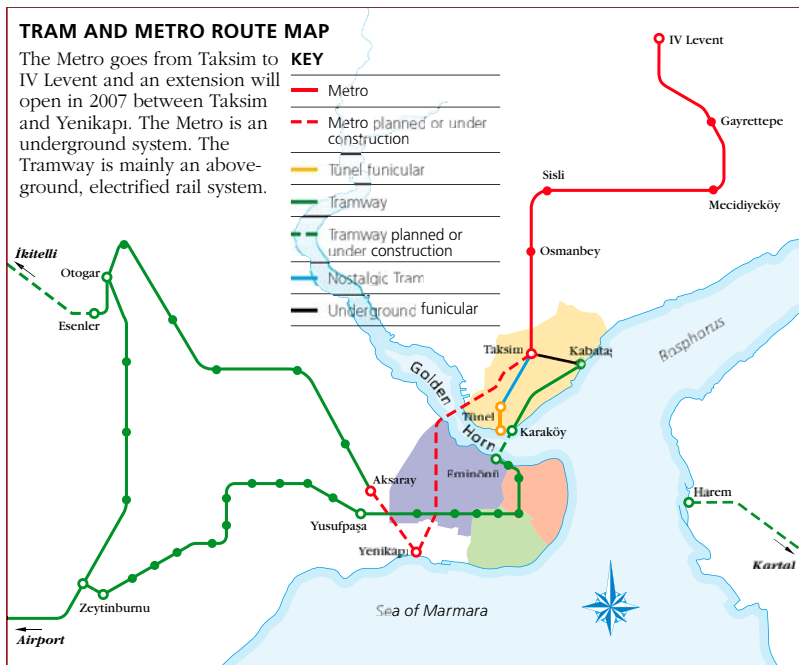 TRAM AND METRO ROUTE MAP
The Metro goes from Taksim to
IV Levent and an extension will
open in 2007 between Taksim
and Yenikapı. The Metro is an
underground system. The
Tramway is mainly an above-
ground, electrified rail system.
KEY
Metro
Metro planned or under
construction
Tünel funicular
Tramway
Tramway planned or
under construction
Nostalgic Tram
Underground funicular
IV Levent
Gayrettepe
Sisli
Mecidiyeköy
Osmanbey
İkitelli
Otogar
Esenler
Taksim
Kabataş
Bosphorus
Golden
Horn
Tünel
Karaköy
Eminönü
Aksaray
Yusufpaşa
Harem
Yenikapı
Kartal
Zeytinburnu
Sea of Marmara
Airport